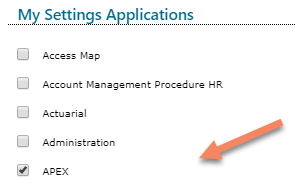 My Settings Applications
Access Map
Account Management Procedure HR
Actuarial
Administration
APEX